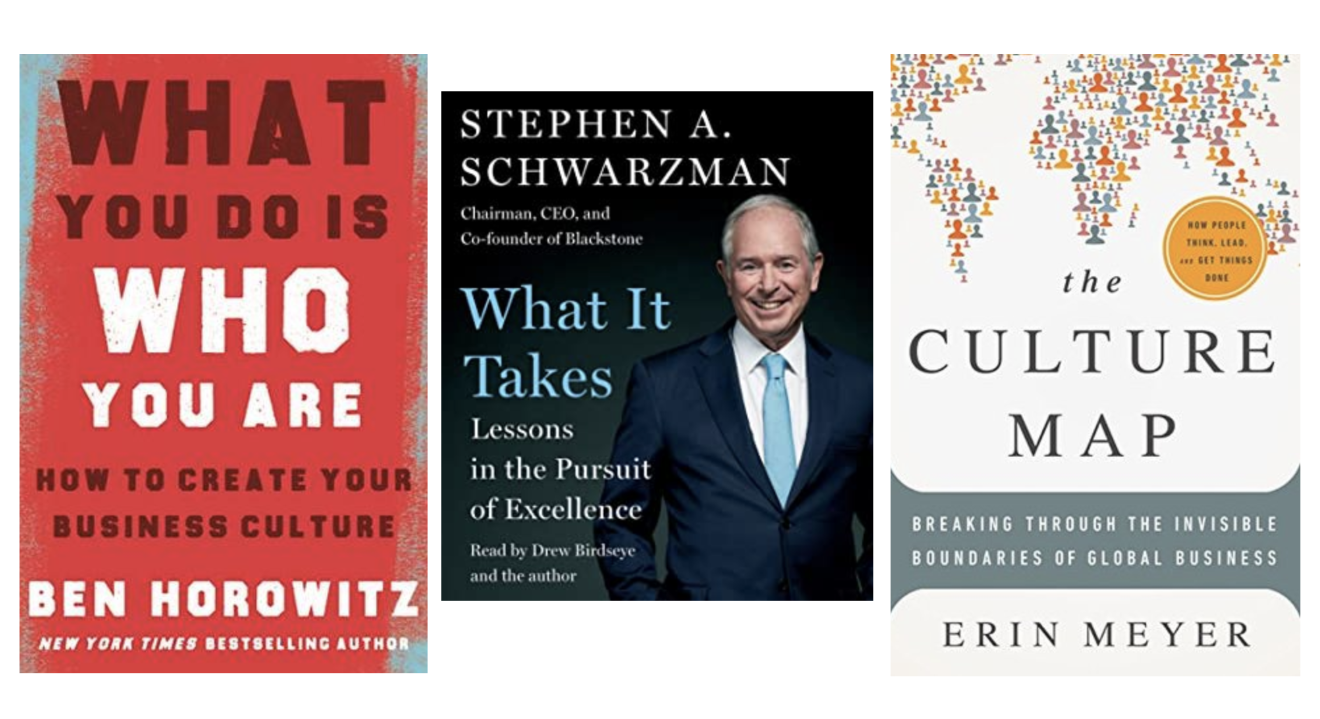 WHAT
YOU DO IS
WHO
YOU ARE
HOW TO CREATE YOUR
BUSINESS CULTURE
BEN HOROWITZ
NEW YORK TIMES BESTSELLING AUTHOR
STEPHEN A.
SCHWARZMAN
Chairman, CEO, and
Co-founder of Blackstone
What It
Takes
Lessons
in the Pursuit
of Excellence
Read by Drew Birdseye
and the author
HOW PEOPLE
THINK, LEAD,
AND GET THINGS
DONE
the
CULTURE
MAP
BREAKING THROUGH THE INVISIBLE
BOUNDARIES OF GLOBAL BUSINESS
ERIN MEYER